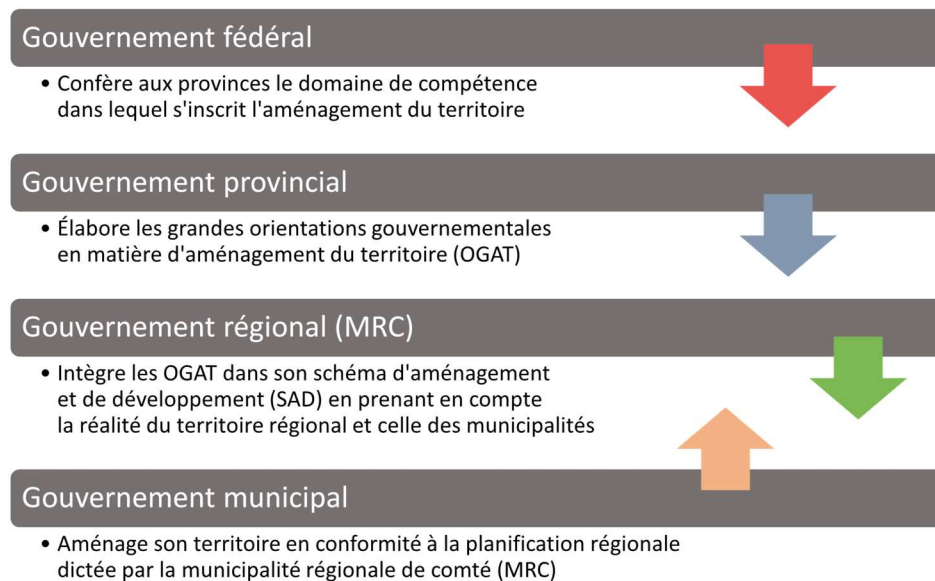 Gouvernement fédéral
• Confère aux provinces le domaine de compétence
dans lequel s'inscrit l'aménagement du territoire
Gouvernement provincial
• Élabore les grandes orientations gouvernementales
en matière d'aménagement du territoire (OGAT)
Gouvernement régional (MRC)
• Intègre les OGAT dans son schéma d'aménagement
et de développement (SAD) en prenant en compte
la réalité du territoire régional et celle des municipalités
Gouvernement municipal
• Aménage son territoire en conformité à la planification régionale
dictée par la municipalité régionale de comté (MRC)